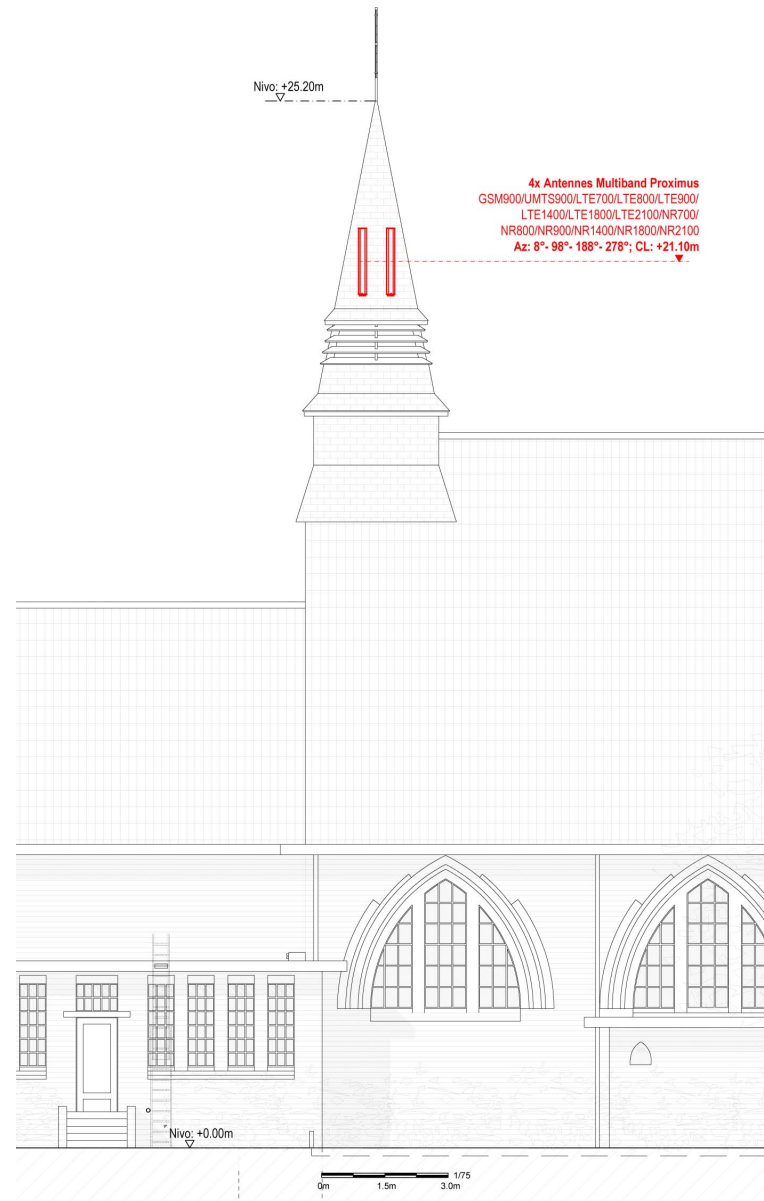 Nivo: +25.20m
4x Antennes Multiband Proximus
GSM900/UMTS900/LTE700/LTE800/LTE900/
LTE1400/LTE1800/LTE2100/NR700/
NR800/NR900/NR1400/NR1800/NR2100
Az: 8°- 98°- 188°- 278°; CL: +21.10m
Nivo: +0.00m
1/75
0m 1.5m 3.0m